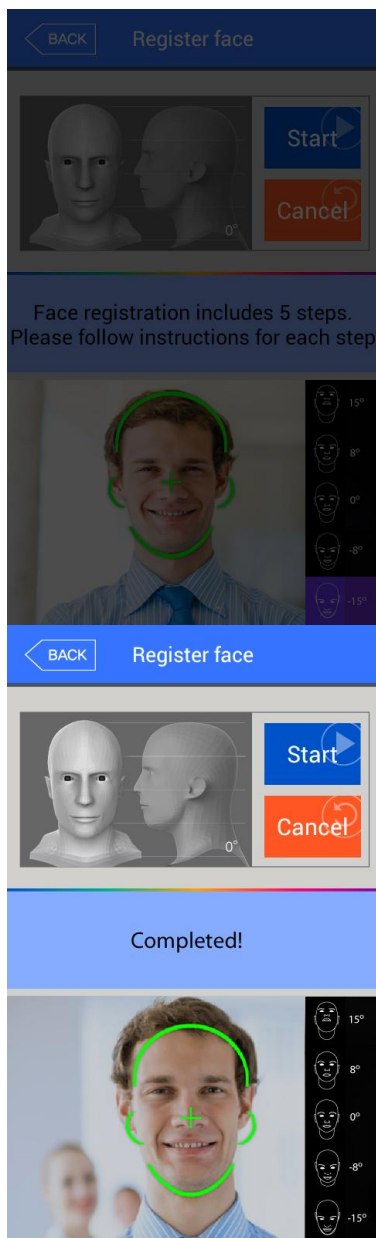 BACK
Register face
Start
Cancel
0°
Face registration includes 5 steps.
Please follow instructions for each step
15°
8°
0°
-8°
-15°
BACK
Register face
Start
Cancel
0°
Completed!
15°
8°
0°
-8°
-15°